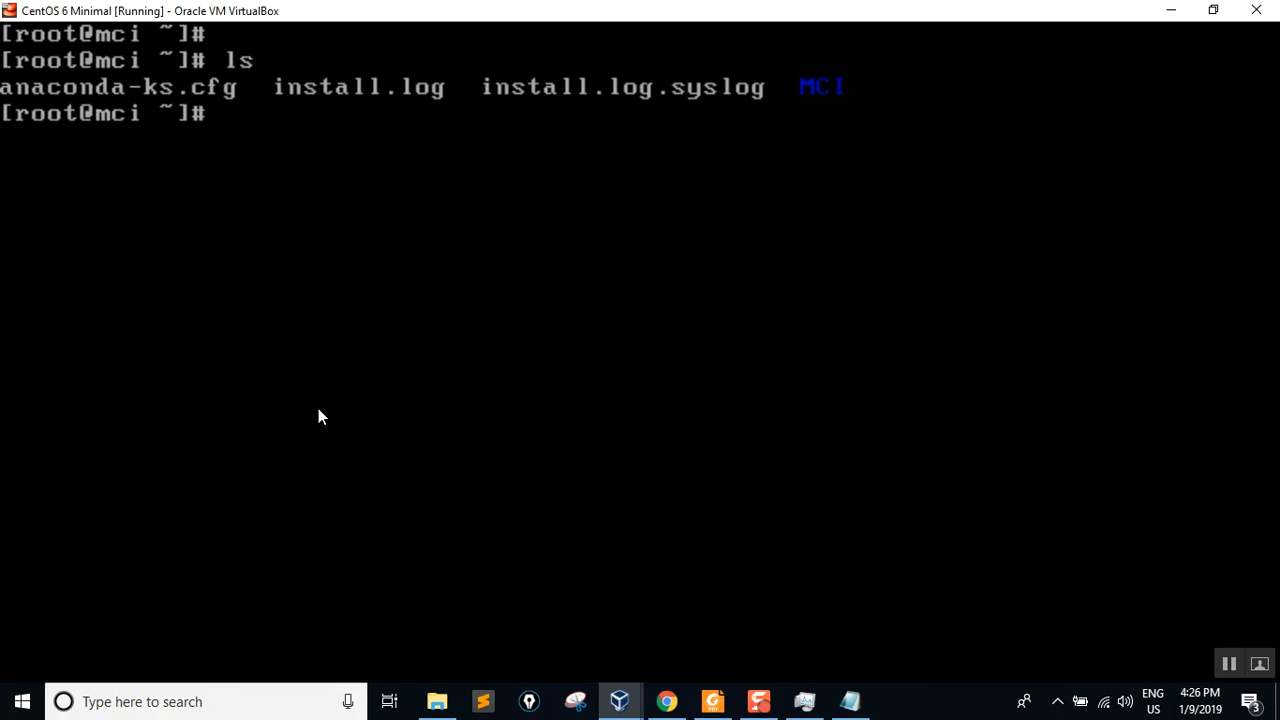 CentOS 6 Minimal [Running] - Oracle VM VirtualBox
[root@mci ~]#
[root@mci ~]# ls
anaconda-ks.cfg install.log install.log.syslog MCI
[root@mci ~]#
Type here to search
ENG
US
4:26 PM
1/9/2019
3